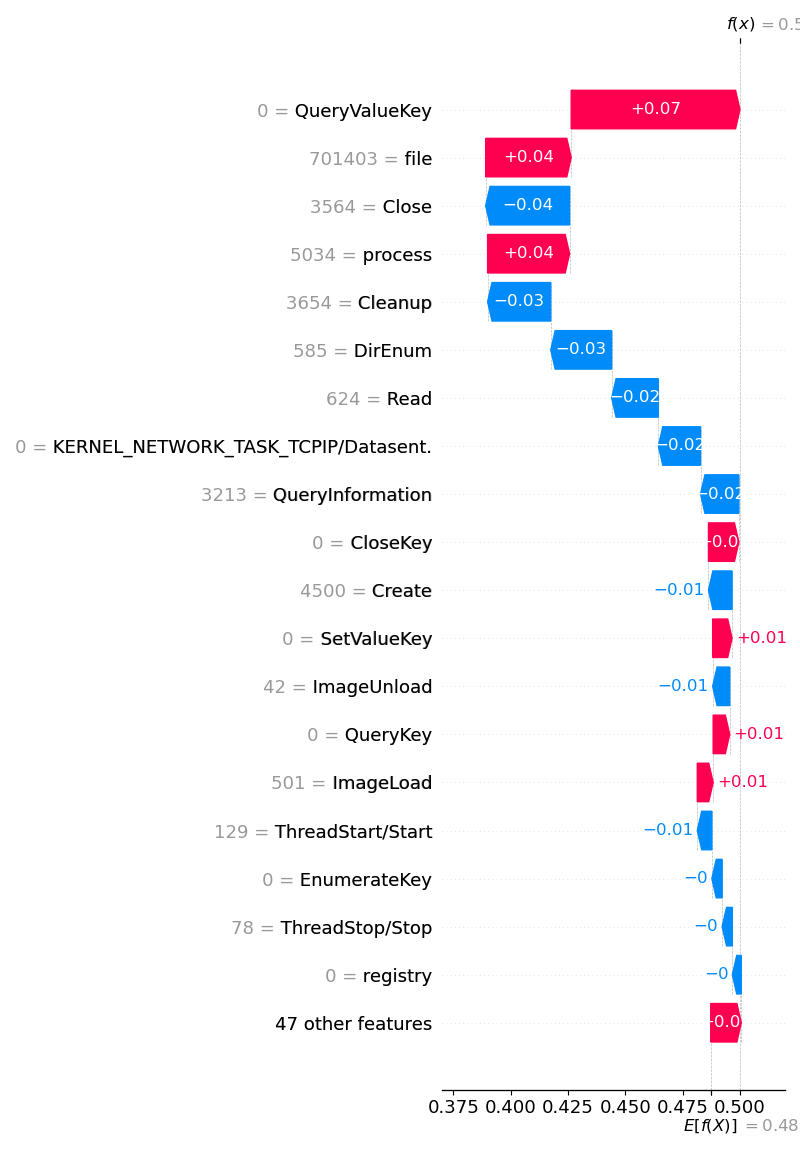 f(x) = 0.5
0 = QueryValueKey +0.07
701403 = file +0.04
3564 = Close −0.04
5034 = process +0.04
3654 = Cleanup −0.03
585 = DirEnum −0.03
624 = Read −0.02
0 = KERNEL_NETWORK_TASK_TCPIP/Datasent. −0.02
3213 = QueryInformation −0.02
0 = CloseKey
4500 = Create −0.01
0 = SetValueKey +0.01
42 = ImageUnload −0.01
0 = QueryKey +0.01
501 = ImageLoad +0.01
129 = ThreadStart/Start −0.01
0 = EnumerateKey −0
78 = ThreadStop/Stop −0
0 = registry −0
47 other features
0.375 0.400 0.425 0.450 0.475 0.500
E[f(X)] = 0.48